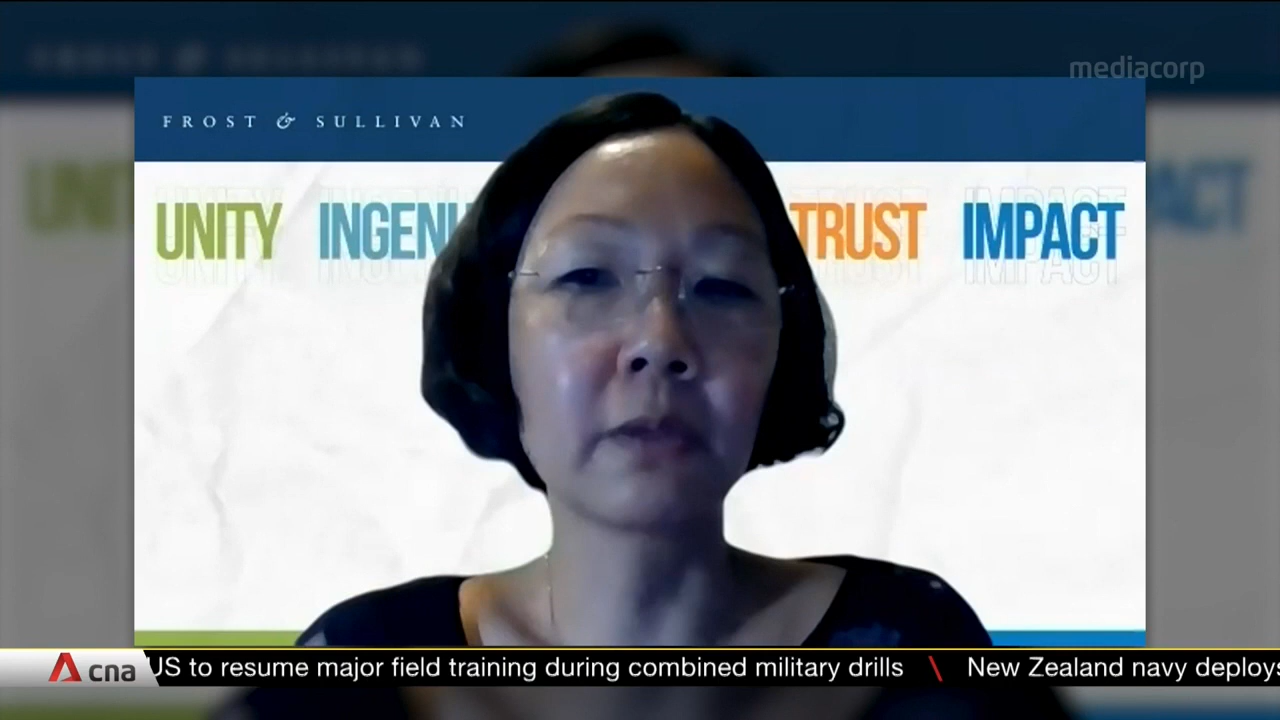 mediacorp
FROST & SULLIVAN
UNITY INGENU TRUST IMPACT
cna US to resume major field training during combined military drills \ New Zealand navy deploys